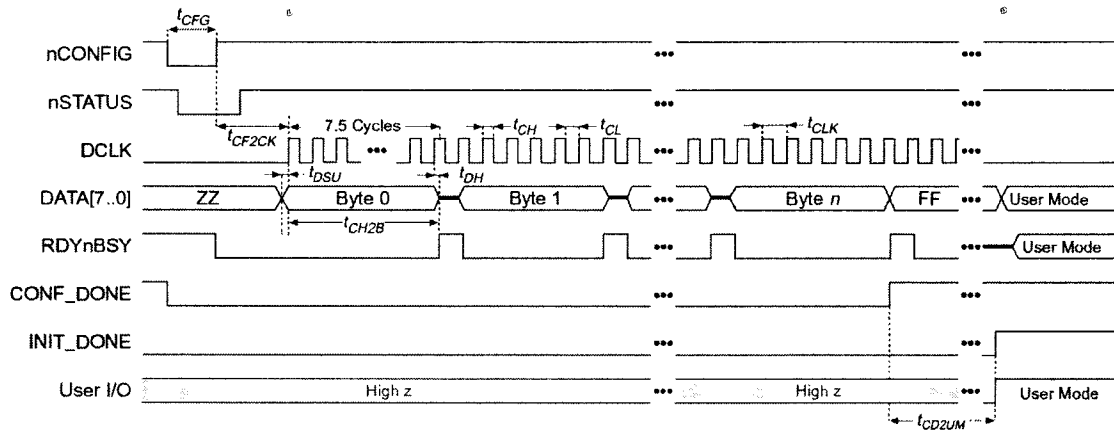 tCFG
nCONFIG •••  •••
nSTATUS •••  •••
tCF2CK 7.5 Cycles tCH tCL tCLK
DCLK ••• ••• •••
tDSU tDH
DATA[7..0] ZZ Byte 0 Byte 1 ••• Byte n FF ••• User Mode
tCH2B
RDYnBSY ••• ••• User Mode
CONF_DONE ••• •••
INIT_DONE ••• •••
User I/O High z ••• High z ••• User Mode
tCD2UM